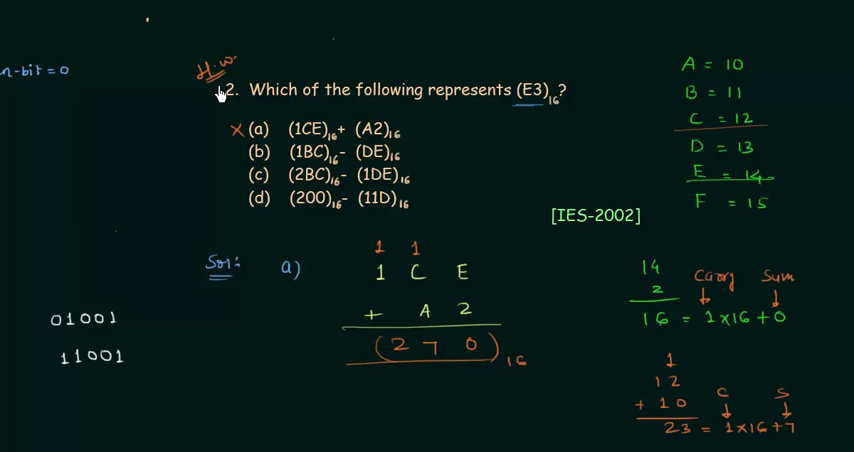 n-bit = 0
H.W.
2. Which of the following represents (E3)16?
X (a) (1CE)16 + (A2)16
(b) (1BC)16 - (DE)16
(c) (2BC)16 - (1DE)16
(d) (200)16 - (11D)16
[IES-2002]
A = 10
B = 11
C = 12
D = 13
E = 14
F = 15
Sol:
a)
1 1
1 C E
+ A 2
(2 7 0)16
01001
11001
14
2
Carry Sum
16 = 1×16 + 0
1
12
+ 10
C S
23 = 1×16 + 7